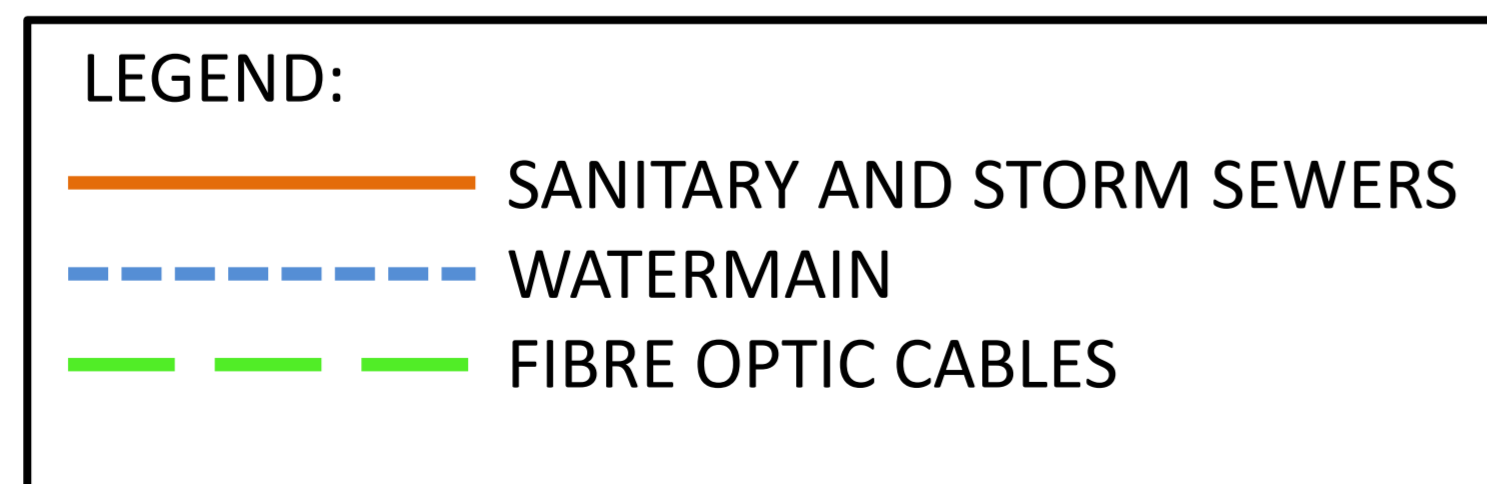 LEGEND:
SANITARY AND STORM SEWERS
WATERMAIN
FIBRE OPTIC CABLES